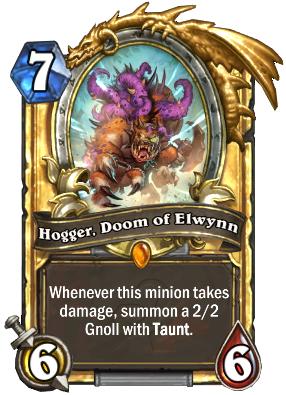 7
Hogger, Doom of Elwynn
Whenever this minion takes
damage, summon a 2/2
Gnoll with Taunt.
6 6